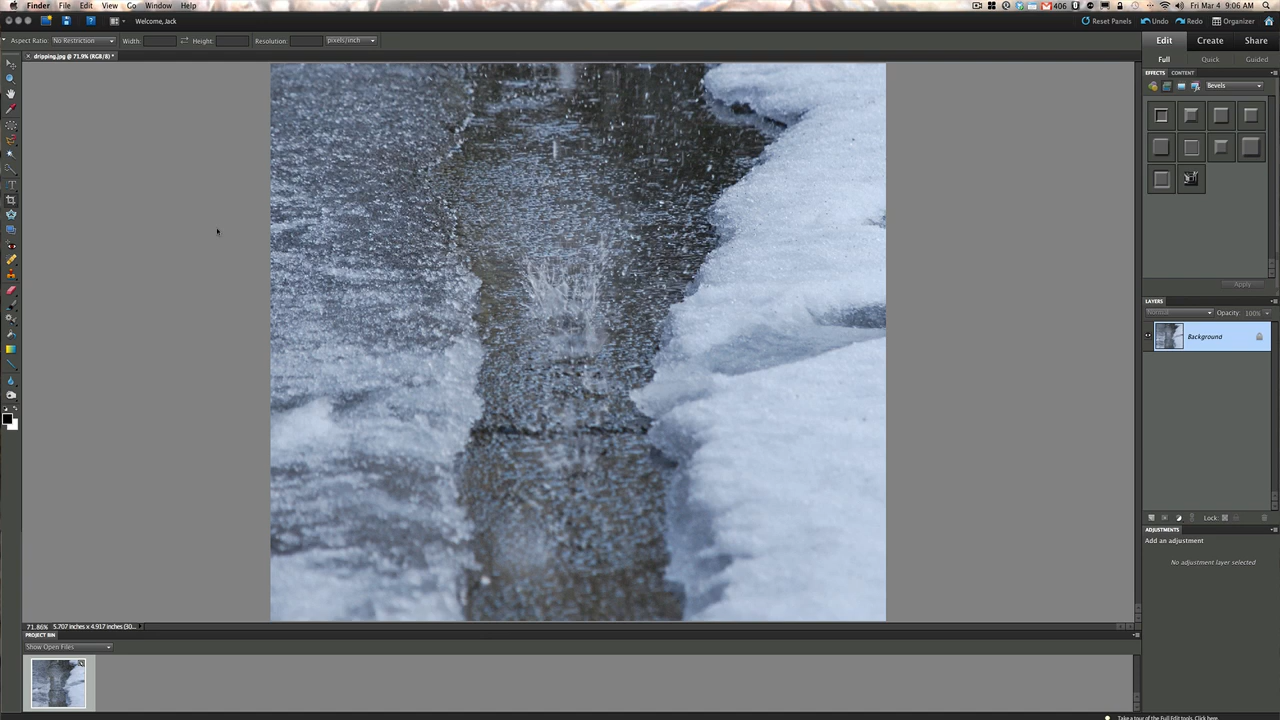 Finder File Edit View Go Window Help
406 Fri Mar 4 9:06 AM
Welcome, Jack
Reset Panels Undo Redo Organizer
Aspect Ratio: No Restriction Width: Height: Resolution: pixels/inch
Edit Create Share
dripping.jpg @ 71.9% (RGB/8) *
Full Quick Guided
EFFECTS CONTENT
Bevels
Apply
LAYERS
Normal Opacity: 100%
Background
Lock:
ADJUSTMENTS
Add an adjustment
No adjustment layer selected
71.86% 5.707 inches x 4.917 inches (30...
PROJECT BIN
Show Open Files
Take a tour of the Full Edit tools. Click here.